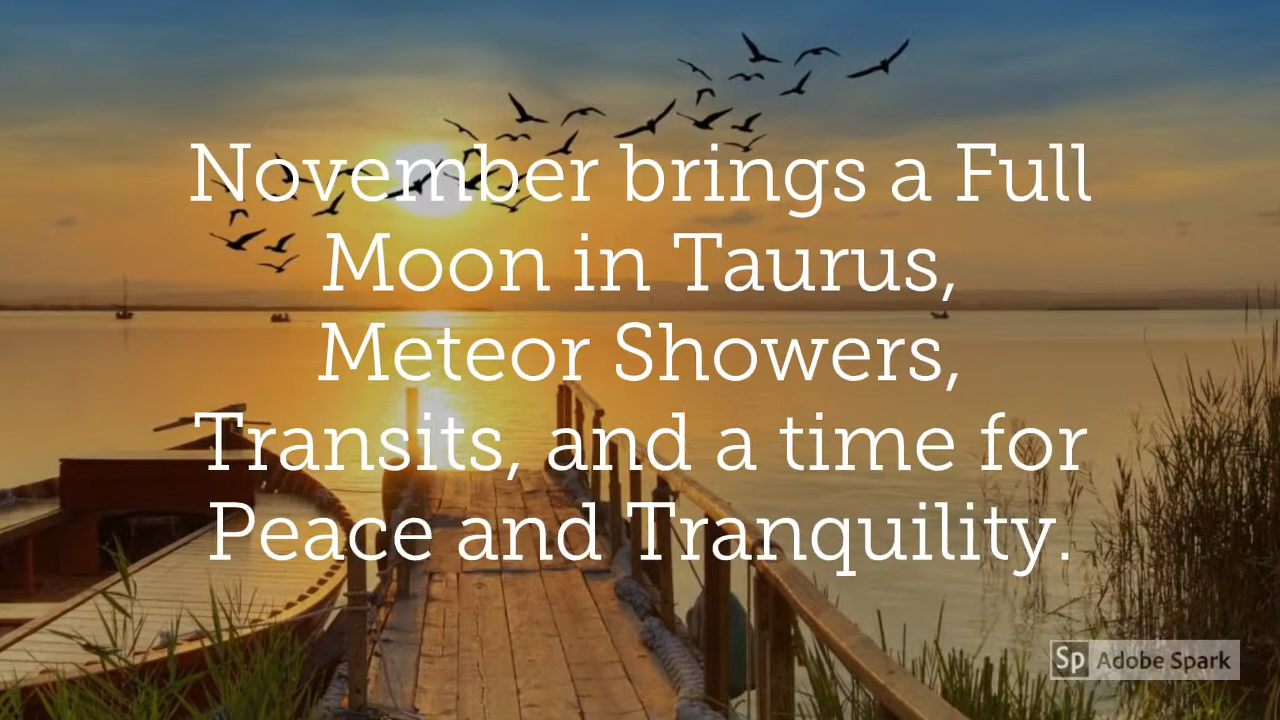 November brings a Full
Moon in Taurus,
Meteor Showers,
Transits, and a time for
Peace and Tranquility.
Sp Adobe Spark